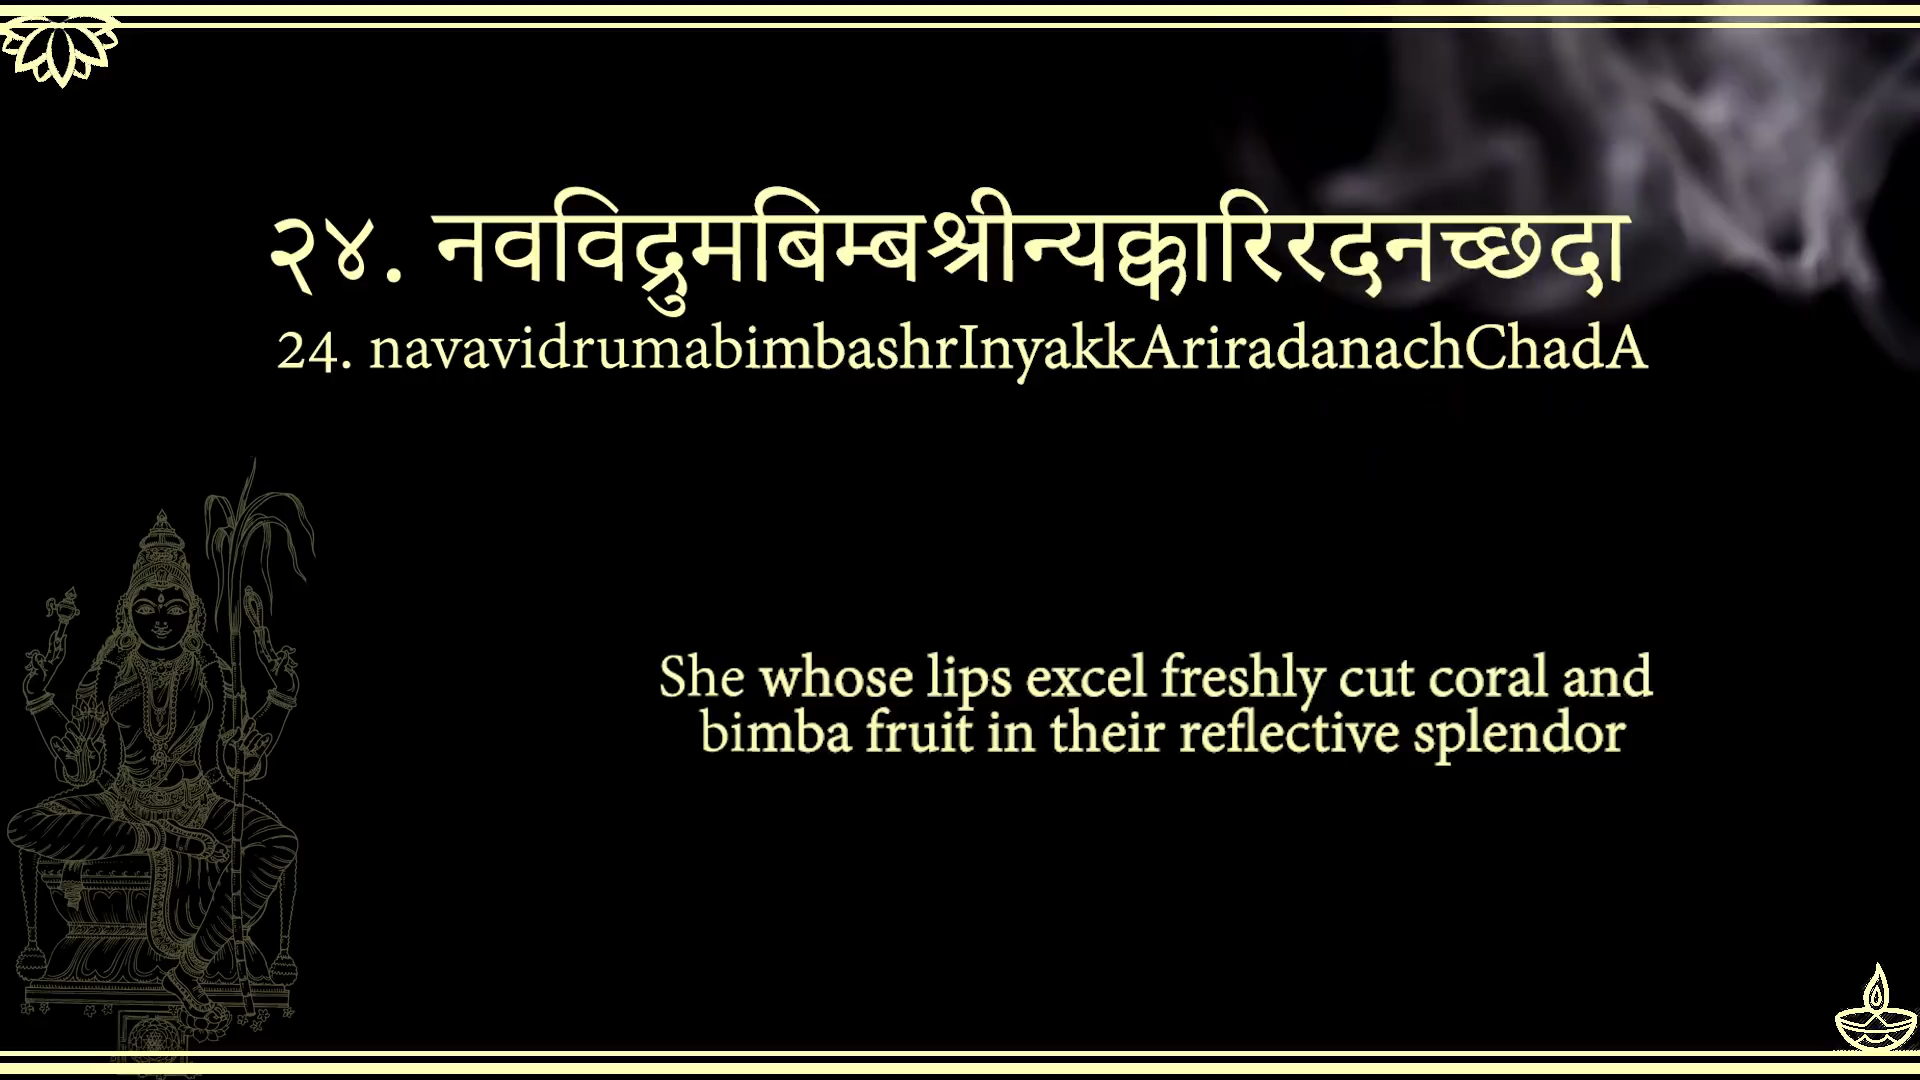 २४. नवविद्रुमबिम्बश्रीन्यक्कारिरदनच्छदा
24. navavidrumabimbashrInyakkAriradanachChadA
She whose lips excel freshly cut coral and
bimba fruit in their reflective splendor